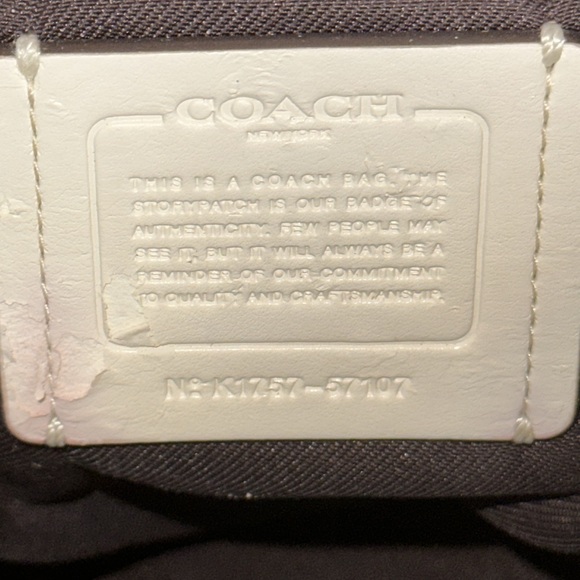 COACH
NEW YORK
THIS IS A COACH BAG. THE
STORYPATCH IS OUR BADGE OF
AUTHENTICITY. FEW PEOPLE MAY
SEE IT, BUT IT WILL ALWAYS BE A
REMINDER OF OUR COMMITMENT
TO QUALITY AND CRAFTSMANSHIP.
Nº K1757-57107